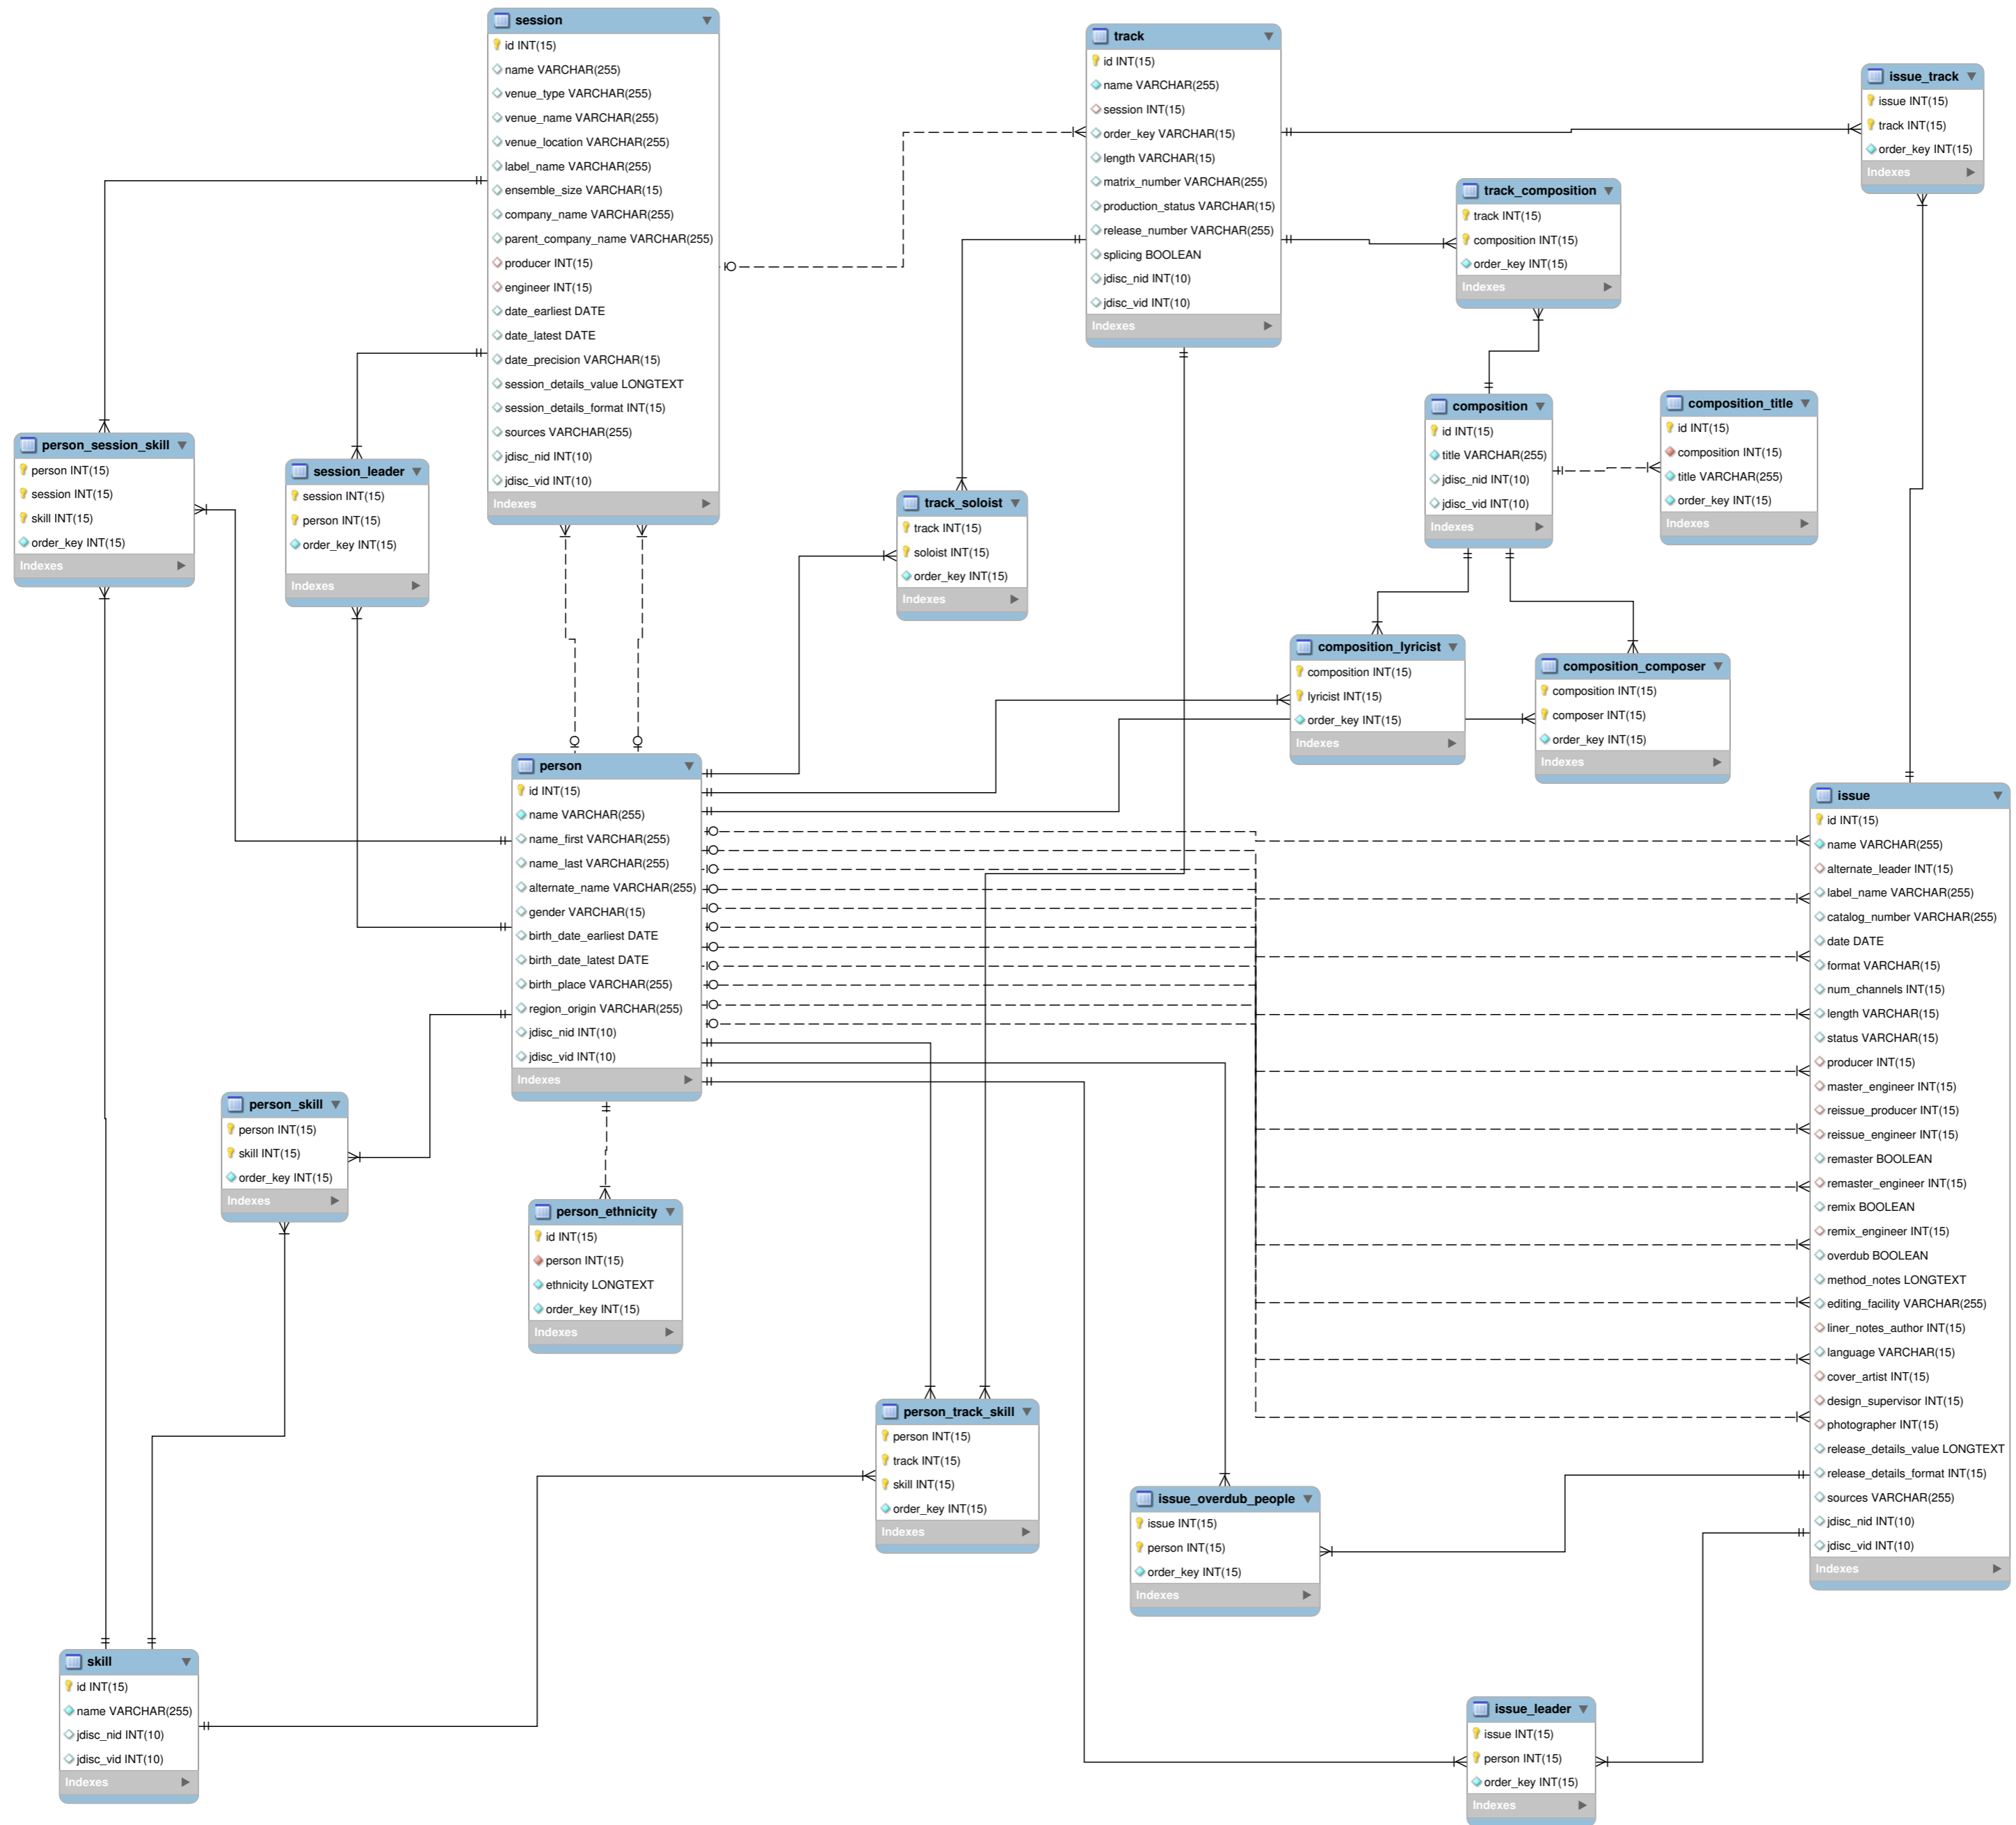 session
id INT(15)
name VARCHAR(255)
venue_type VARCHAR(255)
venue_name VARCHAR(255)
venue_location VARCHAR(255)
label_name VARCHAR(255)
ensemble_size VARCHAR(15)
company_name VARCHAR(255)
parent_company_name VARCHAR(255)
producer INT(15)
engineer INT(15)
date_earliest DATE
date_latest DATE
date_precision VARCHAR(15)
session_details_value LONGTEXT
session_details_format INT(15)
sources VARCHAR(255)
jdisc_nid INT(10)
jdisc_vid INT(10)
Indexes
track
id INT(15)
name VARCHAR(255)
session INT(15)
order_key VARCHAR(15)
length VARCHAR(15)
matrix_number VARCHAR(255)
production_status VARCHAR(15)
release_number VARCHAR(255)
splicing BOOLEAN
jdisc_nid INT(10)
jdisc_vid INT(10)
Indexes
issue_track
issue INT(15)
track INT(15)
order_key INT(15)
Indexes
track_composition
track INT(15)
composition INT(15)
order_key INT(15)
Indexes
composition
id INT(15)
title VARCHAR(255)
jdisc_nid INT(10)
jdisc_vid INT(10)
Indexes
composition_title
id INT(15)
composition INT(15)
title VARCHAR(255)
order_key INT(15)
Indexes
person_session_skill
person INT(15)
session INT(15)
skill INT(15)
order_key INT(15)
Indexes
session_leader
session INT(15)
person INT(15)
order_key INT(15)
Indexes
track_soloist
track INT(15)
soloist INT(15)
order_key INT(15)
Indexes
composition_lyricist
composition INT(15)
lyricist INT(15)
order_key INT(15)
Indexes
composition_composer
composition INT(15)
composer INT(15)
order_key INT(15)
Indexes
person
id INT(15)
name VARCHAR(255)
name_first VARCHAR(255)
name_last VARCHAR(255)
alternate_name VARCHAR(255)
gender VARCHAR(15)
birth_date_earliest DATE
birth_date_latest DATE
birth_place VARCHAR(255)
region_origin VARCHAR(255)
jdisc_nid INT(10)
jdisc_vid INT(10)
Indexes
issue
id INT(15)
name VARCHAR(255)
alternate_leader INT(15)
label_name VARCHAR(255)
catalog_number VARCHAR(255)
date DATE
format VARCHAR(15)
num_channels INT(15)
length VARCHAR(15)
status VARCHAR(15)
producer INT(15)
master_engineer INT(15)
reissue_producer INT(15)
reissue_engineer INT(15)
remaster BOOLEAN
remaster_engineer INT(15)
remix BOOLEAN
remix_engineer INT(15)
overdub BOOLEAN
method_notes LONGTEXT
editing_facility VARCHAR(255)
liner_notes_author INT(15)
language VARCHAR(15)
cover_artist INT(15)
design_supervisor INT(15)
photographer INT(15)
release_details_value LONGTEXT
release_details_format INT(15)
sources VARCHAR(255)
jdisc_nid INT(10)
jdisc_vid INT(10)
Indexes
person_skill
person INT(15)
skill INT(15)
order_key INT(15)
Indexes
person_ethnicity
id INT(15)
person INT(15)
ethnicity LONGTEXT
order_key INT(15)
Indexes
person_track_skill
person INT(15)
track INT(15)
skill INT(15)
order_key INT(15)
Indexes
issue_overdub_people
issue INT(15)
person INT(15)
order_key INT(15)
Indexes
skill
id INT(15)
name VARCHAR(255)
jdisc_nid INT(10)
jdisc_vid INT(10)
Indexes
issue_leader
issue INT(15)
person INT(15)
order_key INT(15)
Indexes